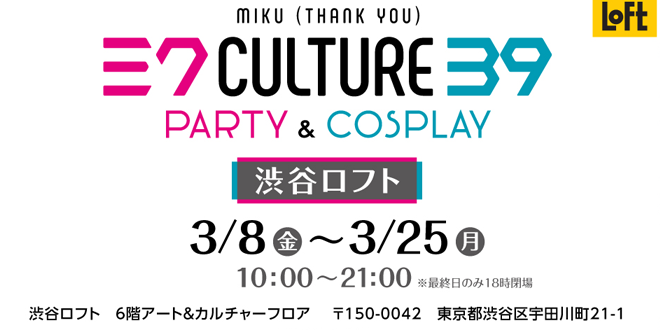 MIKU (THANK YOU)
LOFT
ミク CULTURE 39
PARTY & COSPLAY
渋谷ロフト
3/8金～3/25月
10:00～21:00 ※最終日のみ18時閉場
渋谷ロフト 6階アート&カルチャーフロア 〒150-0042 東京都渋谷区宇田川町21-1